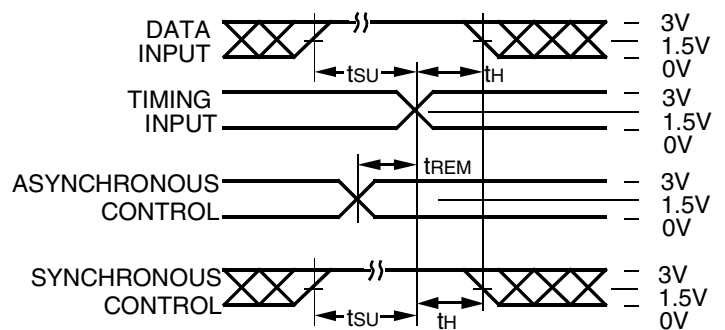 DATA INPUT
3V
1.5V
0V
tSU
tH
TIMING INPUT
3V
1.5V
0V
tREM
ASYNCHRONOUS CONTROL
3V
1.5V
0V
SYNCHRONOUS CONTROL
3V
1.5V
0V
tSU
tH